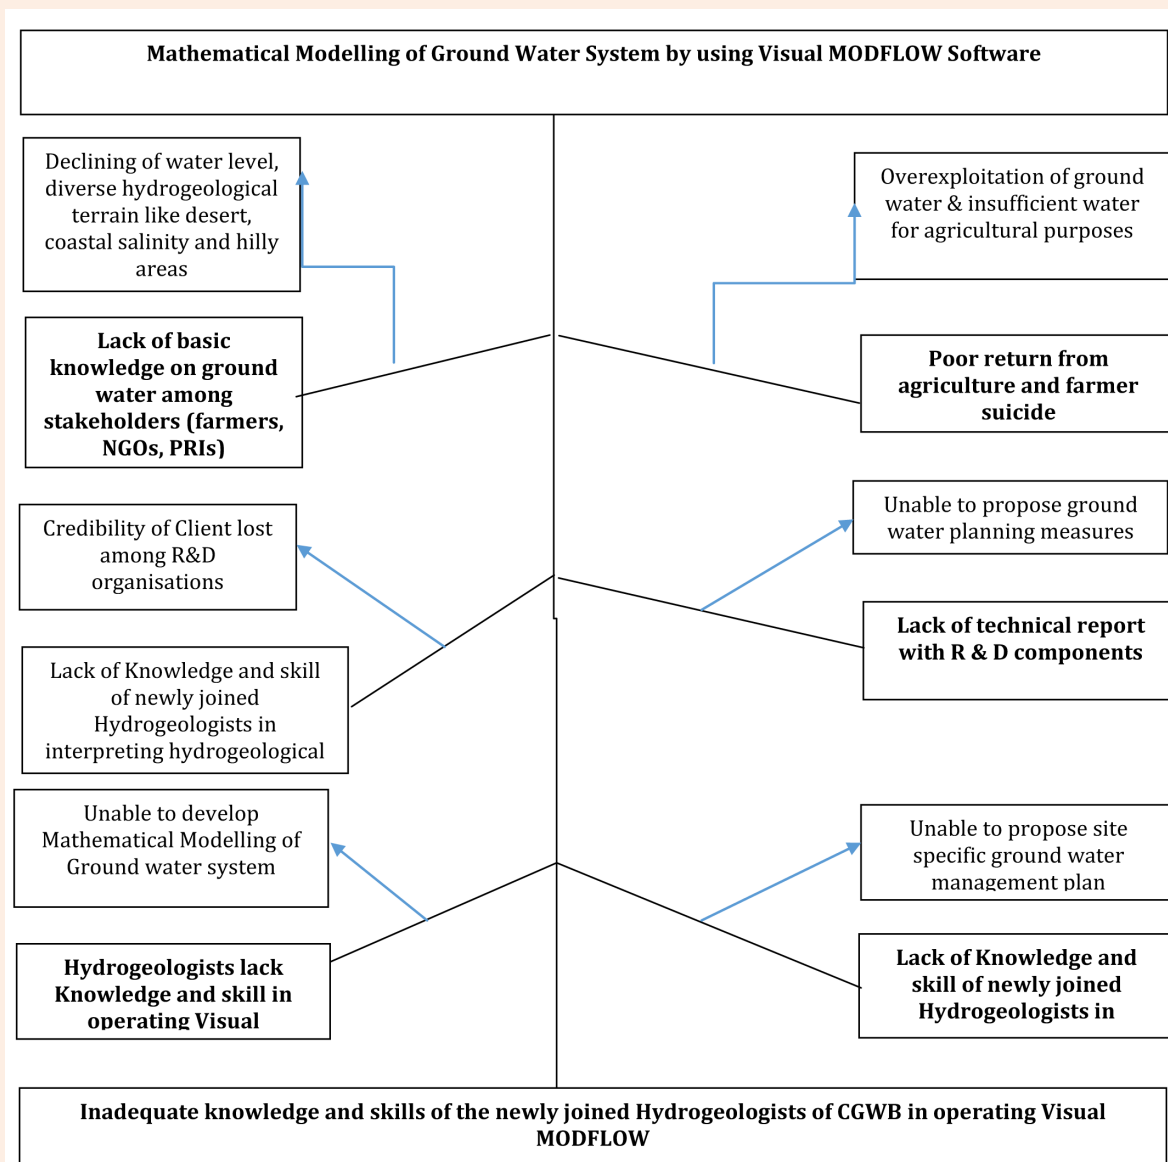 Mathematical Modelling of Ground Water System by using Visual MODFLOW Software
Declining of water level,
diverse hydrogeological
terrain like desert,
coastal salinity and hilly
areas
Overexploitation of ground
water & insufficient water
for agricultural purposes
Lack of basic
knowledge on ground
water among
stakeholders (farmers,
NGOs, PRIs)
Poor return from
agriculture and farmer
suicide
Credibility of Client lost
among R&D
organisations
Unable to propose ground
water planning measures
Lack of Knowledge and skill
of newly joined
Hydrogeologists in
interpreting hydrogeological
Lack of technical report
with R & D components
Unable to develop
Mathematical Modelling of
Ground water system
Unable to propose site
specific ground water
management plan
Hydrogeologists lack
Knowledge and skill in
operating Visual
Lack of Knowledge and
skill of newly joined
Hydrogeologists in
Inadequate knowledge and skills of the newly joined Hydrogeologists of CGWB in operating Visual
MODFLOW